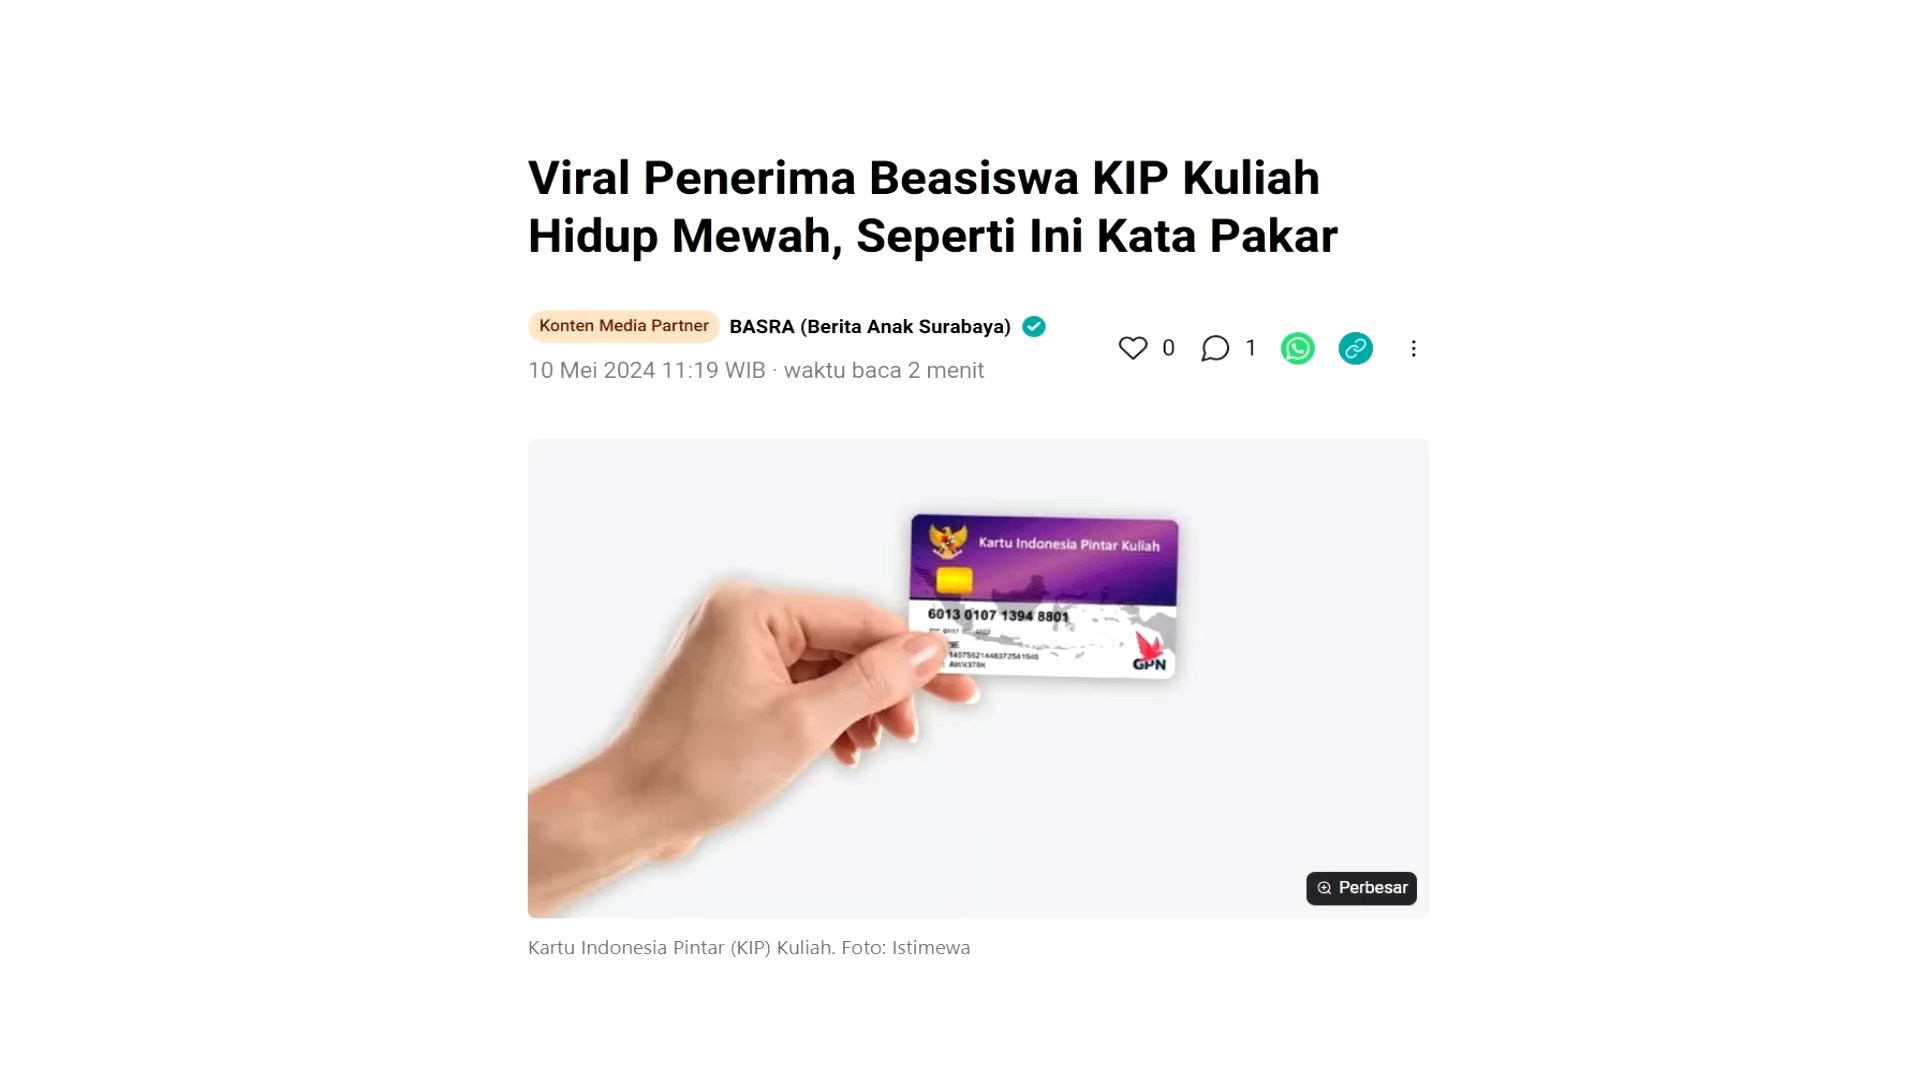 Viral Penerima Beasiswa KIP Kuliah
Hidup Mewah, Seperti Ini Kata Pakar
Konten Media Partner BASRA (Berita Anak Surabaya)
10 Mei 2024 11:19 WIB · waktu baca 2 menit
0 1
Kartu Indonesia Pintar Kuliah
6013 0107 1394 8801
GPN
Perbesar
Kartu Indonesia Pintar (KIP) Kuliah. Foto: Istimewa